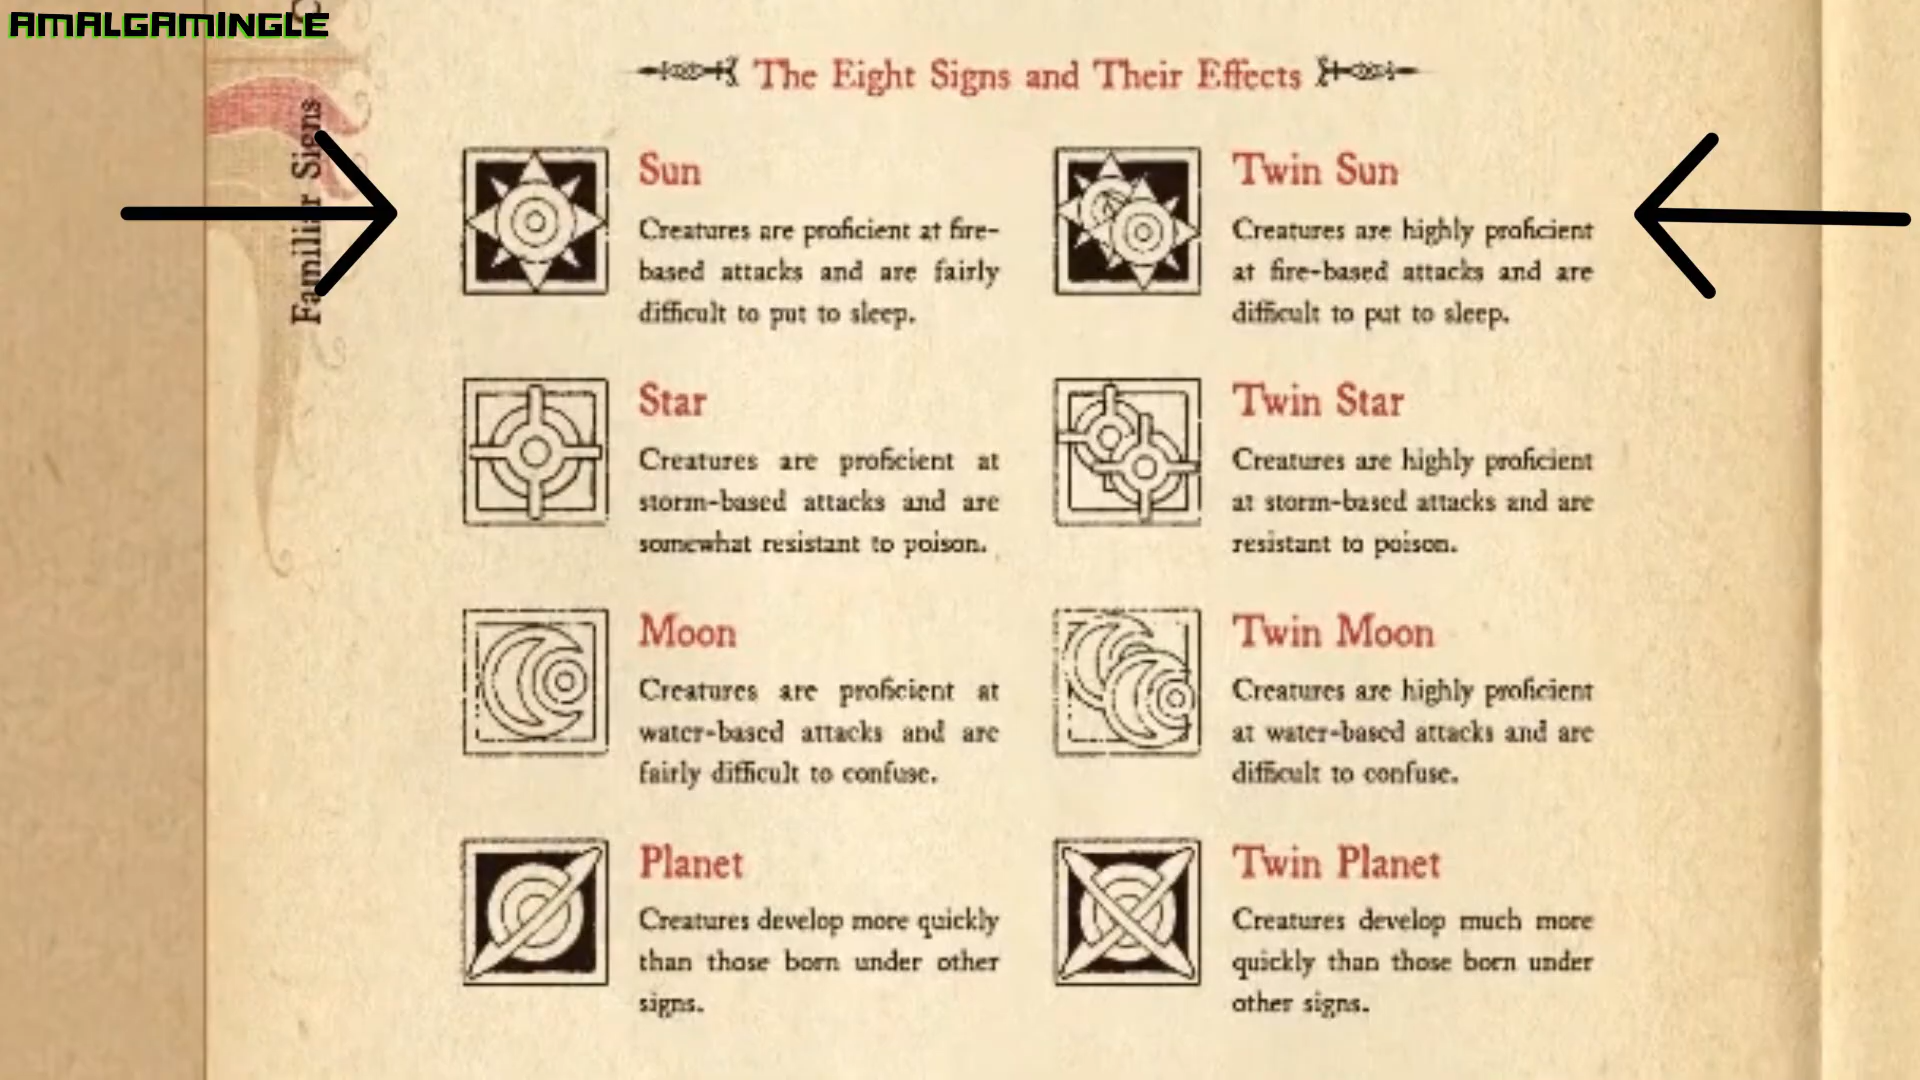 AMALGAMINGLE
Familiar Signs
The Eight Signs and Their Effects
Sun
Creatures are proficient at fire-
based attacks and are fairly
difficult to put to sleep.
Twin Sun
Creatures are highly proficient
at fire-based attacks and are
difficult to put to sleep.
Star
Creatures are proficient at
storm-based attacks and are
somewhat resistant to poison.
Twin Star
Creatures are highly proficient
at storm-based attacks and are
resistant to poison.
Moon
Creatures are proficient at
water-based attacks and are
fairly difficult to confuse.
Twin Moon
Creatures are highly proficient
at water-based attacks and are
difficult to confuse.
Planet
Creatures develop more quickly
than those born under other
signs.
Twin Planet
Creatures develop much more
quickly than those born under
other signs.